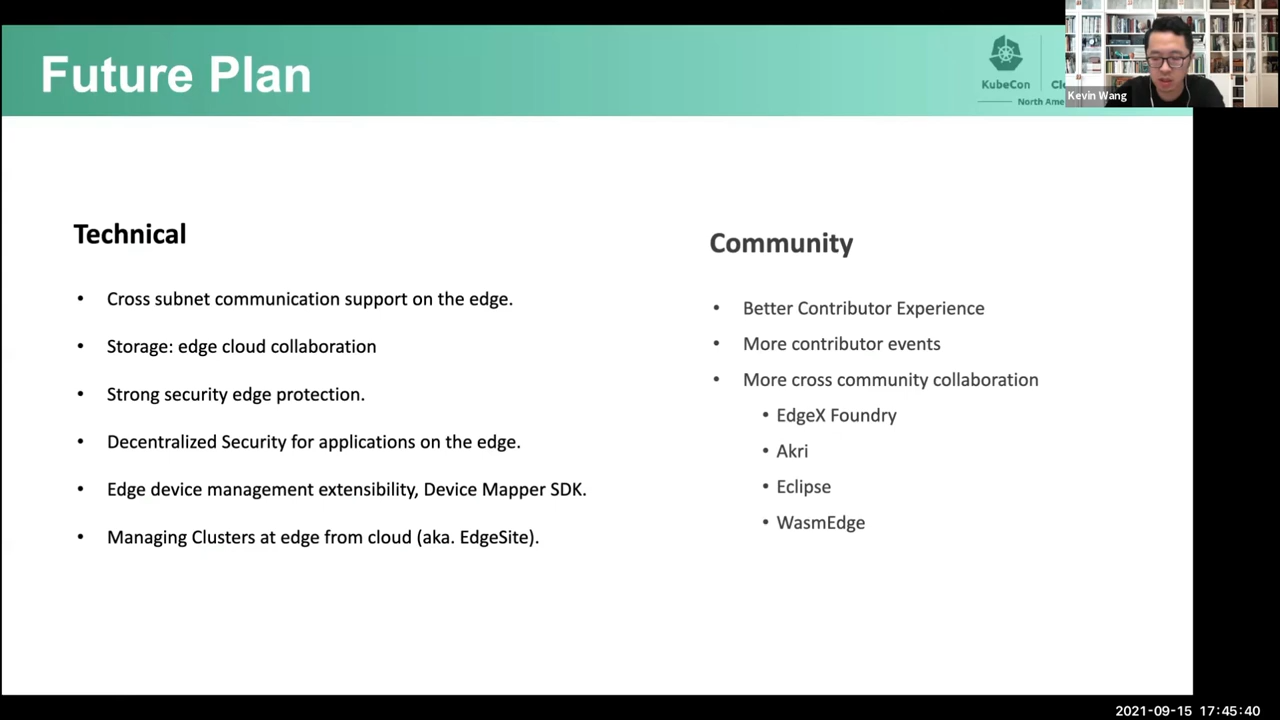 Future Plan
KubeCon
North Ame
Kevin Wang
Technical
• Cross subnet communication support on the edge.
• Storage: edge cloud collaboration
• Strong security edge protection.
• Decentralized Security for applications on the edge.
• Edge device management extensibility, Device Mapper SDK.
• Managing Clusters at edge from cloud (aka. EdgeSite).
Community
• Better Contributor Experience
• More contributor events
• More cross community collaboration
• EdgeX Foundry
• Akri
• Eclipse
• WasmEdge
2021-09-15 17:45:40